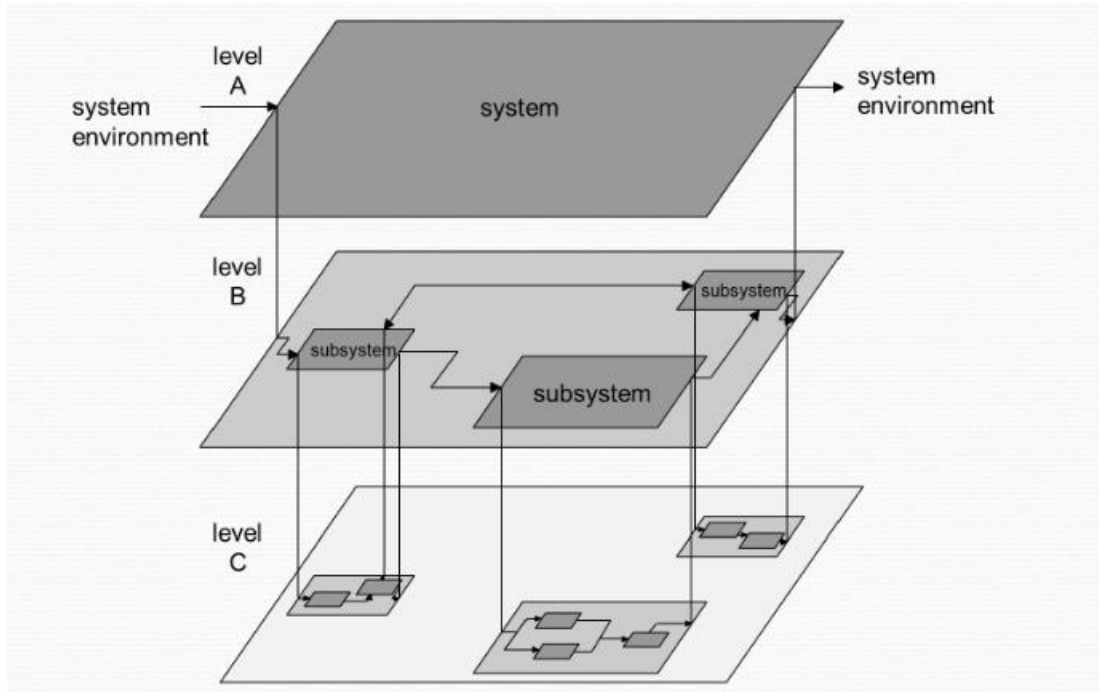 level
A
system
environment
system
system
environment
level
B
subsystem
subsystem
subsystem
level
C